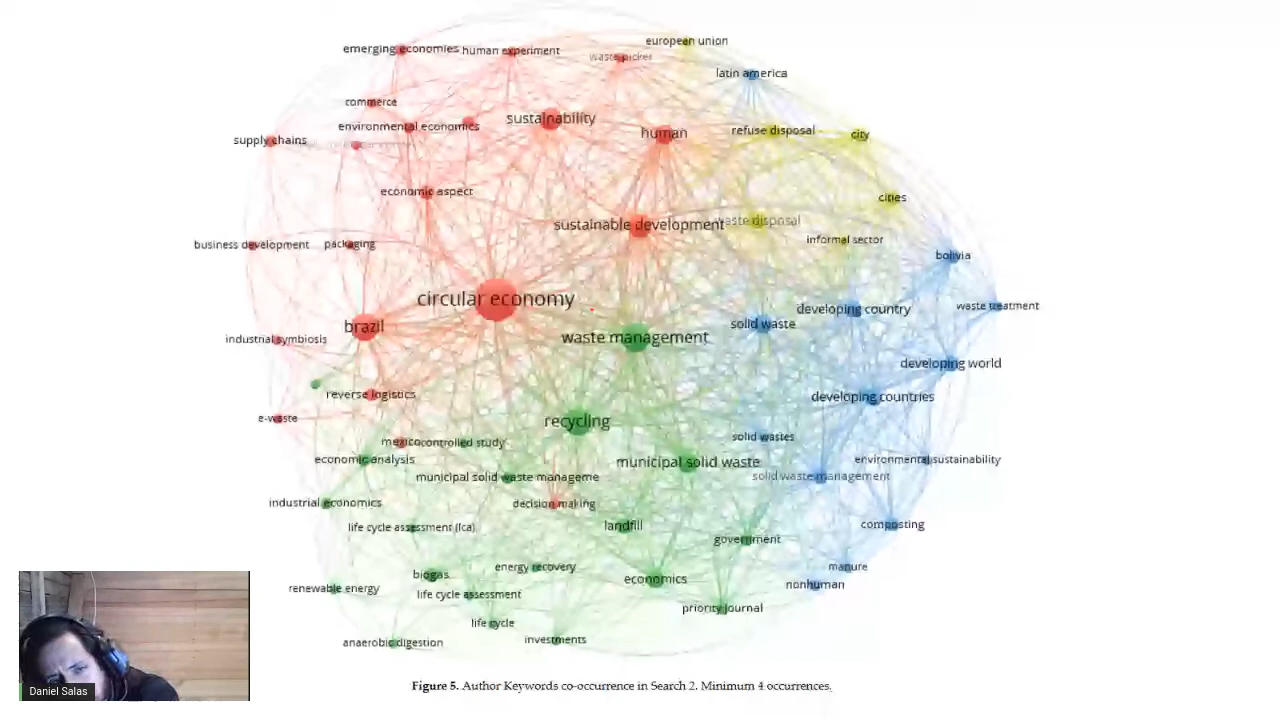 european union
emerging economies
human experiment
waste picker
latin america
commerce
sustainability
environmental economics
human
refuse disposal
city
supply chains
economic aspect
cities
sustainable development
waste disposal
informal sector
business development
packaging
bolivia
circular economy
waste treatment
developing country
brazil
solid waste
waste management
industrial symbiosis
developing world
reverse logistics
developing countries
e-waste
recycling
solid wastes
mexico
controlled study
economic analysis
municipal solid waste
environmental sustainability
municipal solid waste manageme
solid waste management
industrial economics
decision making
life cycle assessment (lca)
landfill
composting
government
energy recovery
manure
biogas
economics
nonhuman
renewable energy
life cycle assessment
priority journal
life cycle
anaerobic digestion
investments
Figure 5. Author Keywords co-occurrence in Search 2. Minimum 4 occurrences.
Daniel Salas